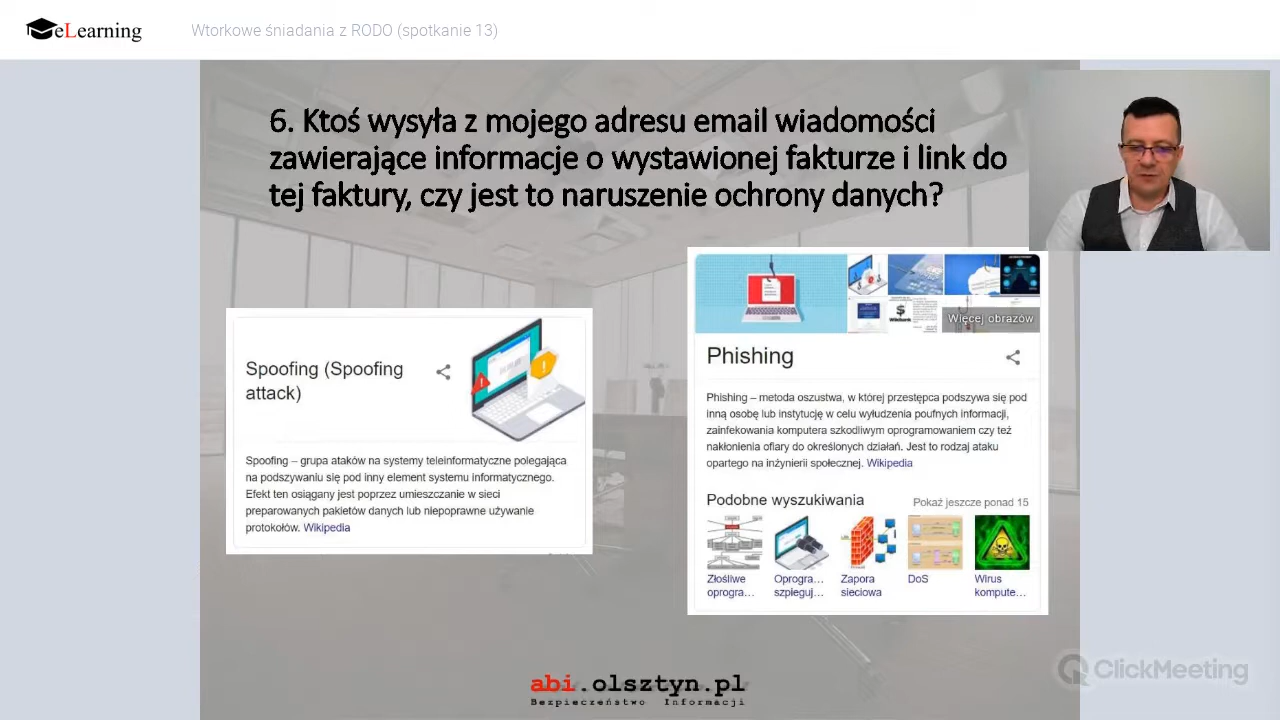 eLearning
Wtorkowe śniadania z RODO (spotkanie 13)
6. Ktoś wysyła z mojego adresu email wiadomości
zawierające informacje o wystawionej fakturze i link do
tej faktury, czy jest to naruszenie ochrony danych?
Spoofing (Spoofing
attack)
Spoofing – grupa ataków na systemy teleinformatyczne polegająca
na podszywaniu się pod inny element systemu informatycznego.
Efekt ten osiągany jest poprzez umieszczanie w sieci
preparowanych pakietów danych lub niepoprawne używanie
protokołów. Wikipedia
Więcej obrazów
Phishing
Phishing – metoda oszustwa, w której przestępca podszywa się pod
inną osobę lub instytucję w celu wyłudzenia poufnych informacji,
zainfekowania komputera szkodliwym oprogramowaniem czy też
nakłonienia ofiary do określonych działań. Jest to rodzaj ataku
opartego na inżynierii społecznej. Wikipedia
Podobne wyszukiwania
Pokaż jeszcze ponad 15
Złośliwe
oprogra…
Oprogra…
szpieguj…
Zapora
sieciowa
DoS
Wirus
kompute…
abi.olsztyn.pl
Bezpieczeństwo Informacji
ClickMeeting